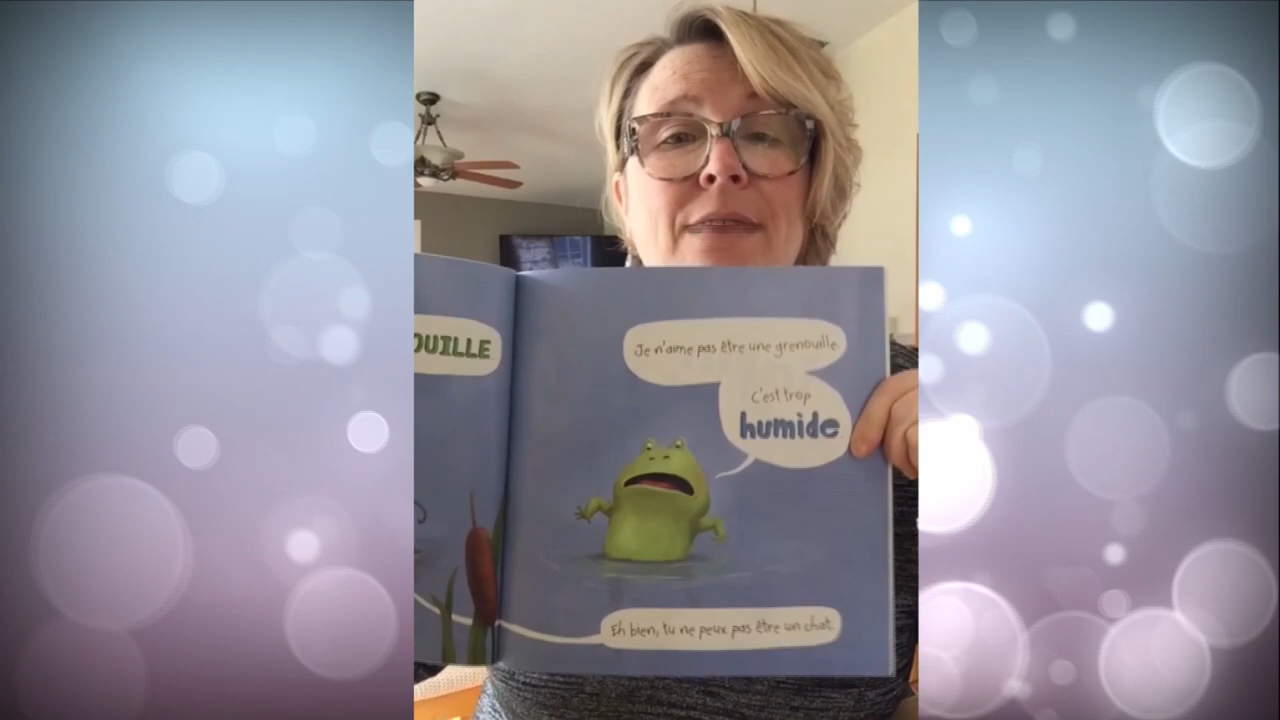 OUILLE
Je n'aime pas être une grenouille.
C'est trop
humide.
Eh bien, tu ne peux pas être un chat.